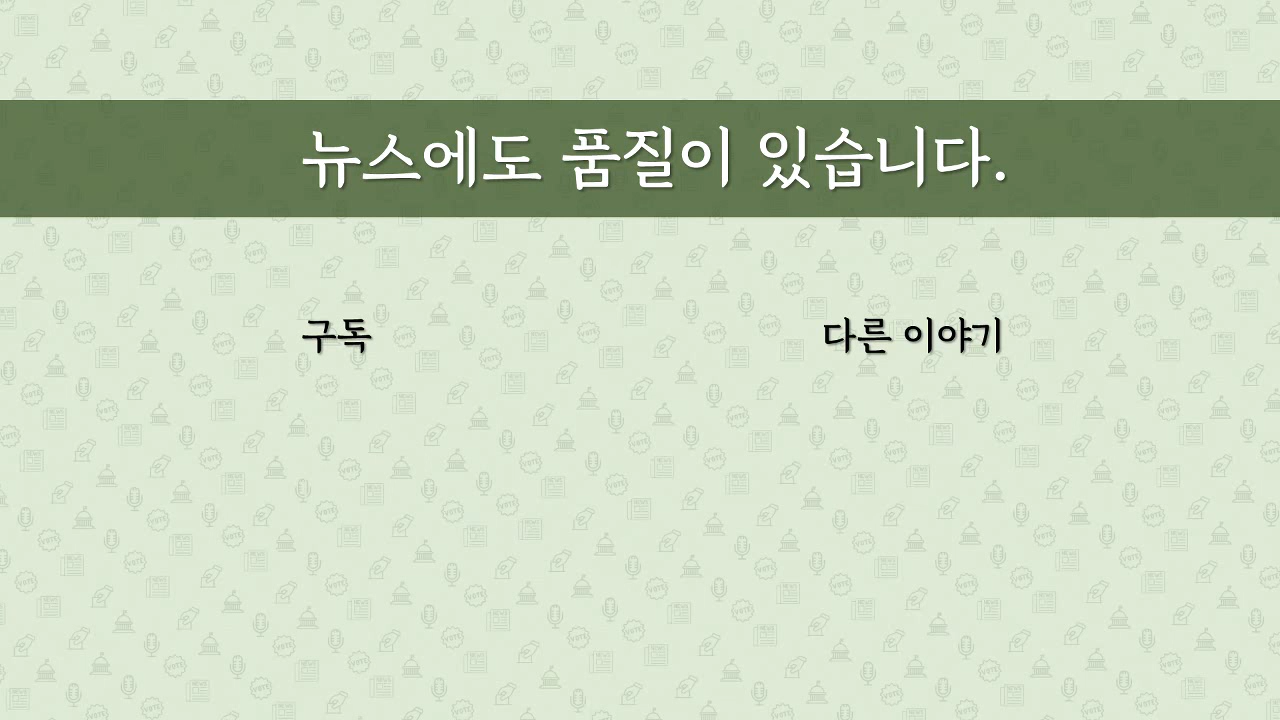 뉴스에도 품질이 있습니다.
구독
다른 이야기